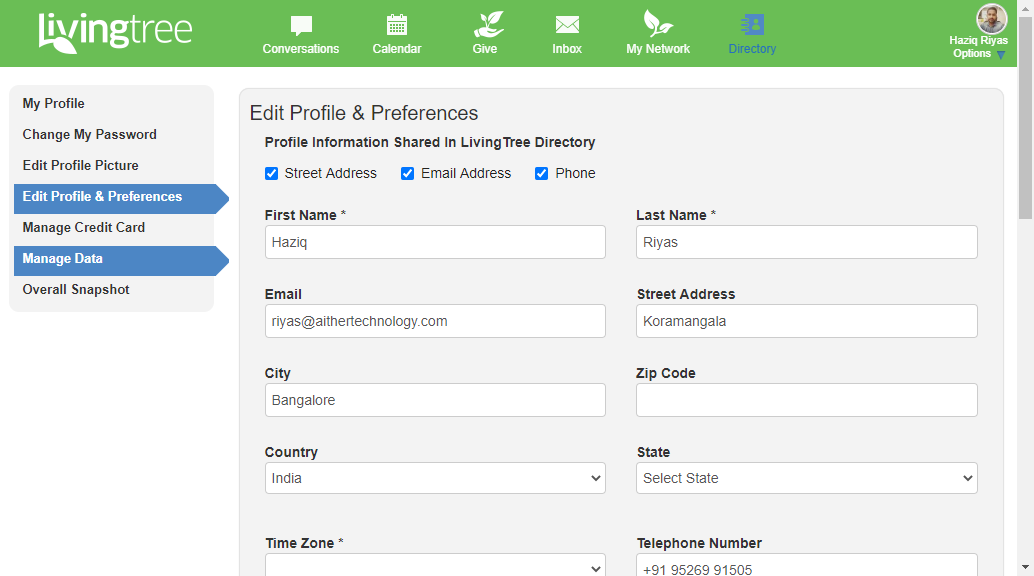 livingtree
Conversations
Calendar
Give
Inbox
My Network
Directory
Haziq Riyas
Options
My Profile
Change My Password
Edit Profile Picture
Edit Profile & Preferences
Manage Credit Card
Manage Data
Overall Snapshot
Edit Profile & Preferences
Profile Information Shared In LivingTree Directory
Street Address Email Address Phone
First Name * Last Name *
Haziq Riyas
Email Street Address
riyas@aithertechnology.com Koramangala
City Zip Code
Bangalore
Country State
India Select State
Time Zone * Telephone Number
+91 95269 91505